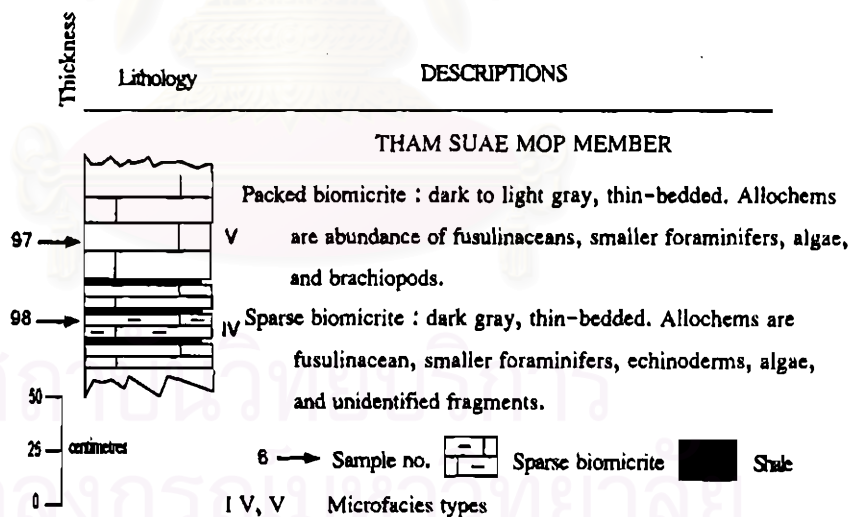 Thickness
Lithology
DESCRIPTIONS
THAM SUAE MOP MEMBER
Packed biomicrite : dark to light gray, thin-bedded. Allochems
97
V
are abundance of fusulinaceans, smaller foraminifers, algae,
and brachiopods.
98
IV
Sparse biomicrite : dark gray, thin-bedded. Allochems are
fusulinacean, smaller foraminifers, echinoderms, algae,
50
and unidentified fragments.
25
centimetres
6
Sample no.
Sparse biomicrite
Shale
0
I V, V
Microfacies types